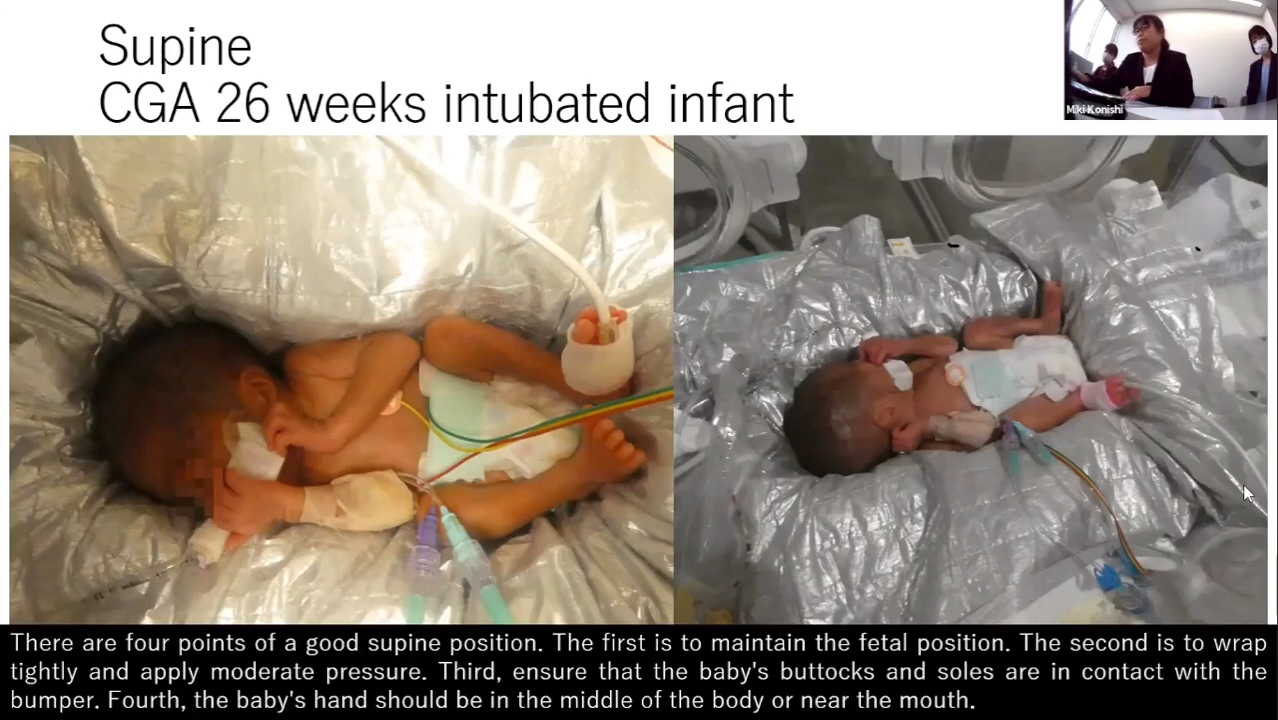 Supine
CGA 26 weeks intubated infant
Miki Konishi
There are four points of a good supine position. The first is to maintain the fetal position. The second is to wrap
tightly and apply moderate pressure. Third, ensure that the baby's buttocks and soles are in contact with the
bumper. Fourth, the baby's hand should be in the middle of the body or near the mouth.